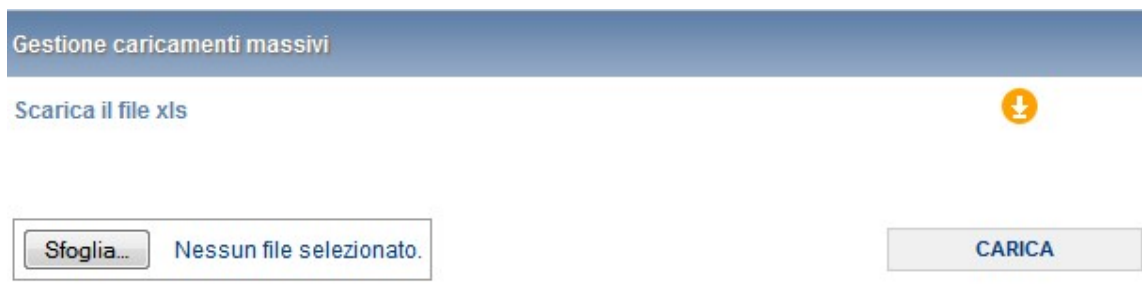 Gestione caricamenti massivi
Scarica il file xls
Sfoglia... Nessun file selezionato. CARICA